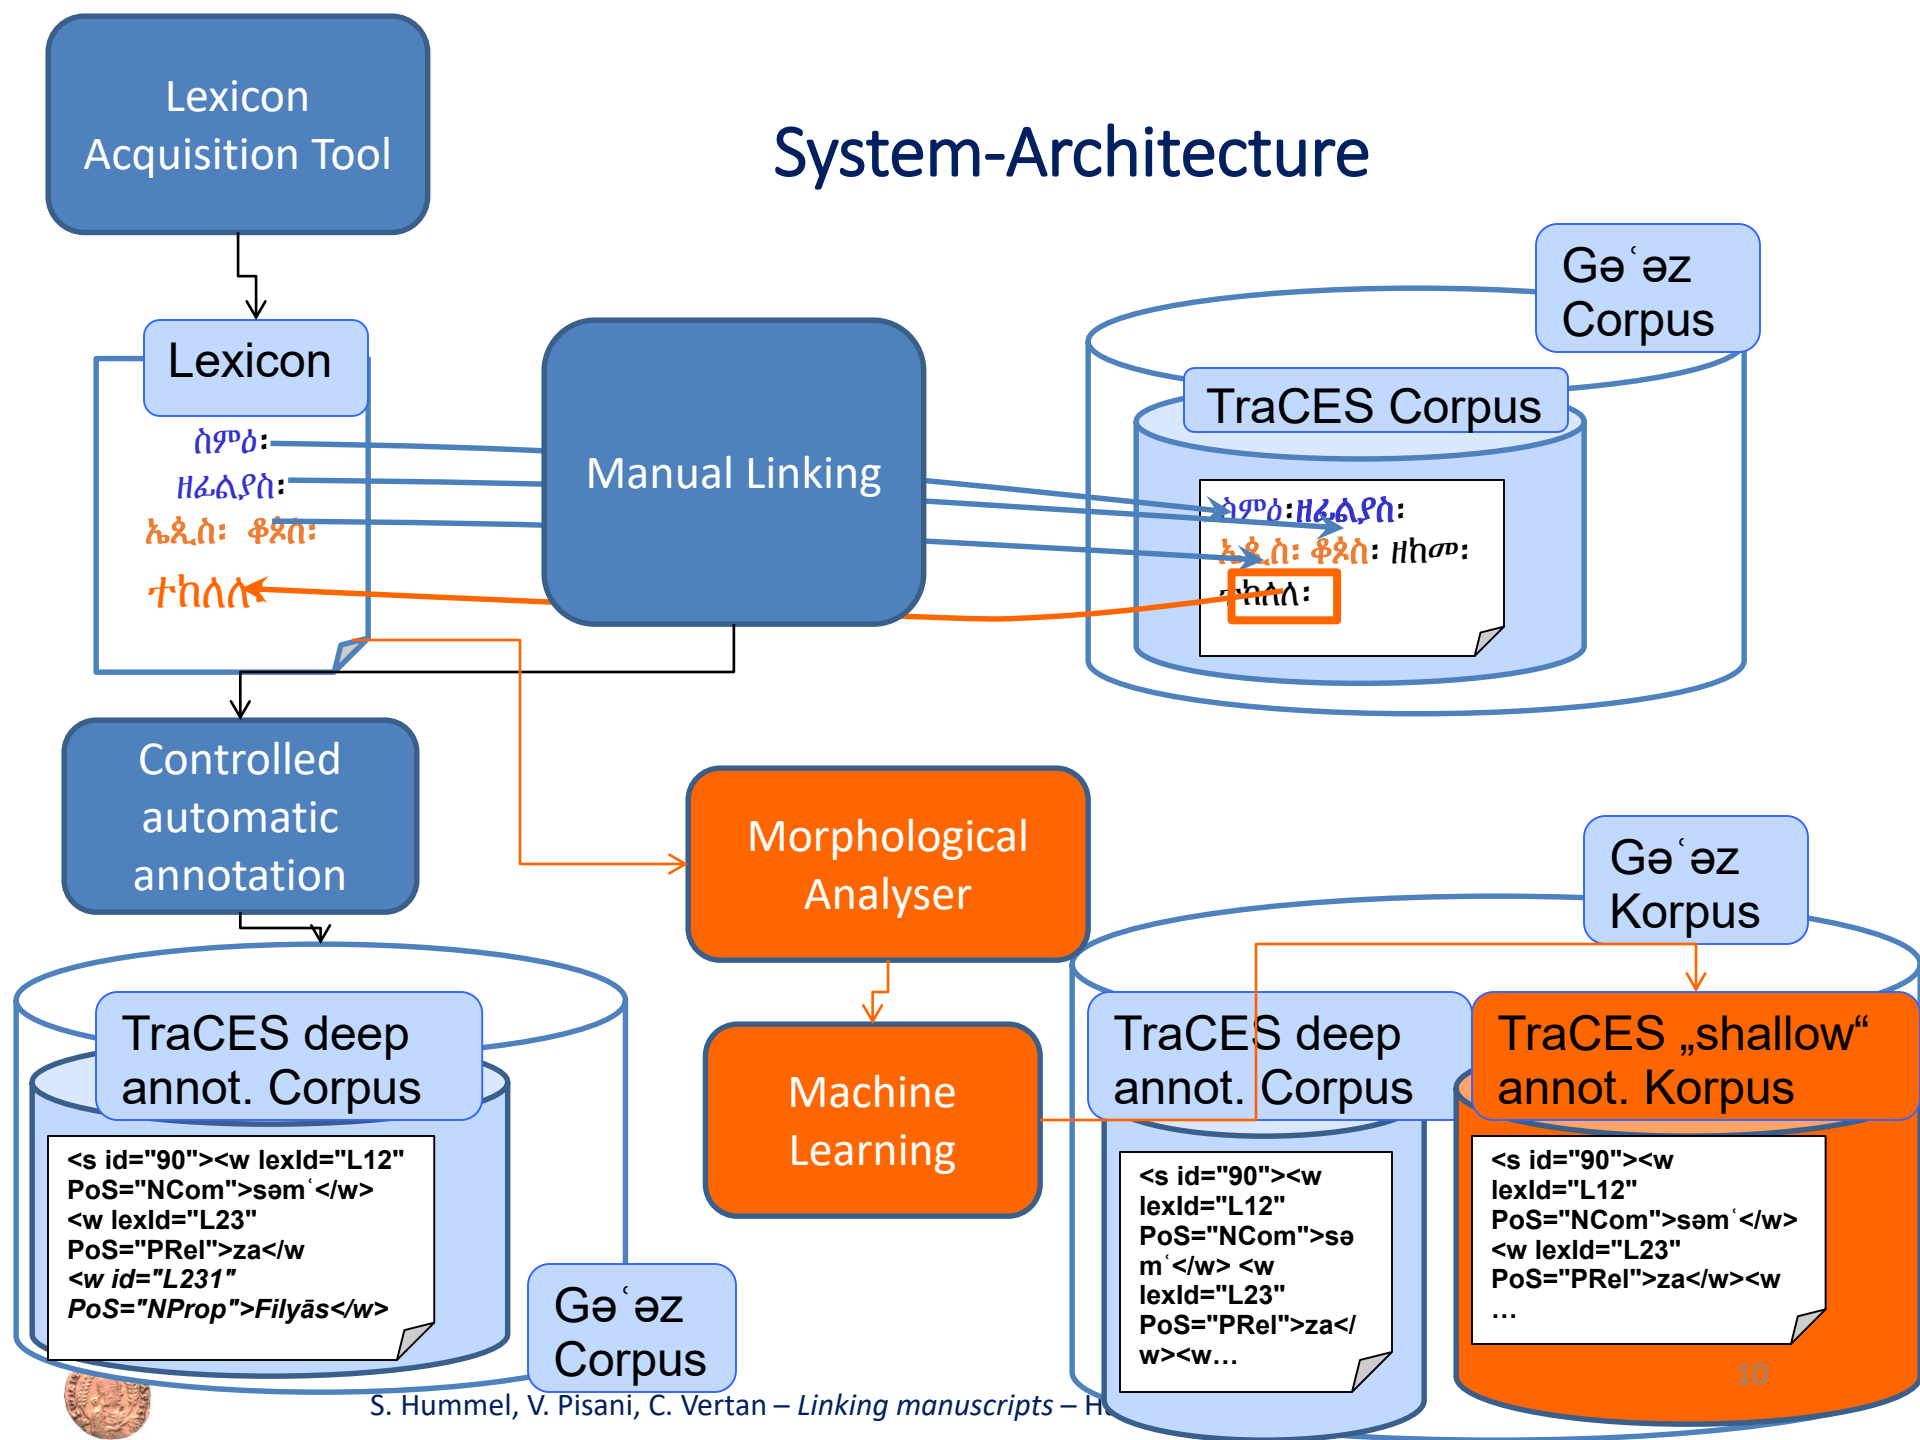 Lexicon
Acquisition Tool
System-Architecture
Gəʿəz
Corpus
Lexicon
ስምዕ፡
ዘፊልያስ፡
ኤጲስ፡ ቆጶስ፡
ተከለለ፡
Manual Linking
TraCES Corpus
ስምዕ፡ዘፊልያስ፡
ኤጲስ፡ ቆጶስ፡ ዘከመ፡
ተከለለ፡
Controlled
automatic
annotation
Morphological
Analyser
Machine
Learning
Gəʿəz
Korpus
TraCES deep
annot. Corpus
<s id="90"><w lexId="L12"
PoS="NCom">səmʿ</w>
<w lexId="L23"
PoS="PRel">za</w
<w id="L231"
PoS="NProp">Filyās</w>
Gəʿəz
Corpus
TraCES deep
annot. Corpus
<s id="90"><w
lexId="L12"
PoS="NCom">sə
mʿ</w> <w
lexId="L23"
PoS="PRel">za</
w><w…
TraCES „shallow“
annot. Korpus
<s id="90"><w
lexId="L12"
PoS="NCom">səmʿ</w>
<w lexId="L23"
PoS="PRel">za</w><w
…
10
S. Hummel, V. Pisani, C. Vertan – Linking manuscripts –